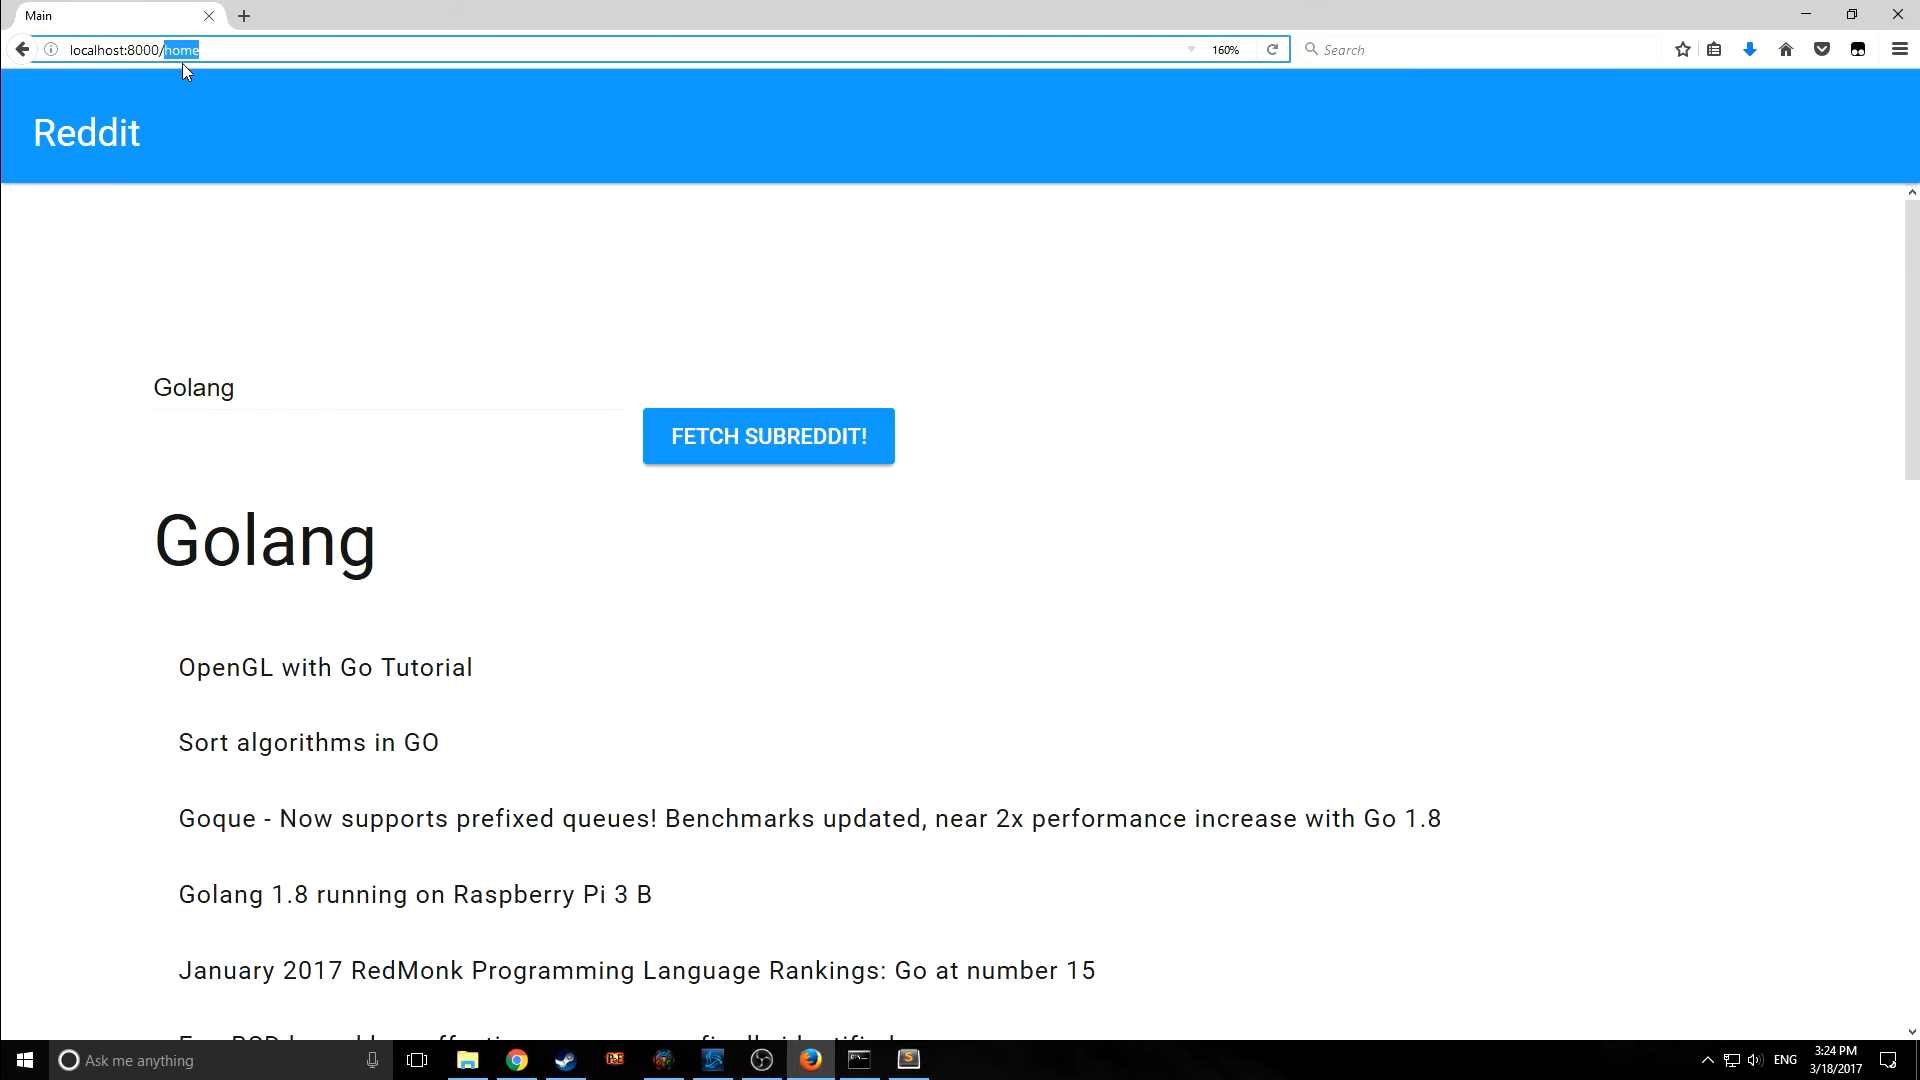 Main
localhost:8000/home
160%
Search
Reddit
Golang
FETCH SUBREDDIT!
Golang
OpenGL with Go Tutorial
Sort algorithms in GO
Goque - Now supports prefixed queues! Benchmarks updated, near 2x performance increase with Go 1.8
Golang 1.8 running on Raspberry Pi 3 B
January 2017 RedMonk Programming Language Rankings: Go at number 15
Ask me anything
PoE
S
ENG
3:24 PM
3/18/2017